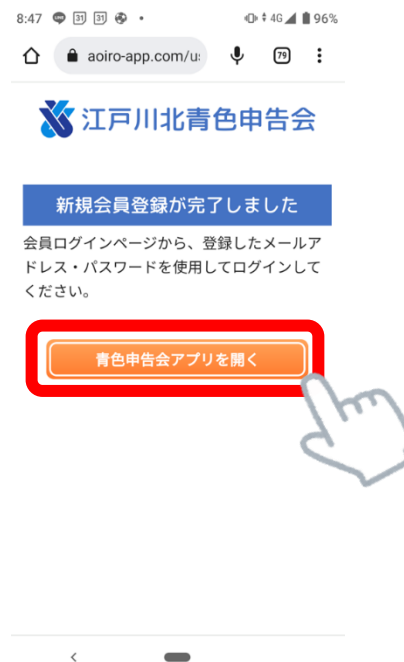 8:47 31 31 4G 96%
aoiro-app.com/u 79
江戸川北青色申告会
新規会員登録が完了しました
会員ログインページから、登録したメールア
ドレス・パスワードを使用してログインして
ください。
青色申告会アプリを開く